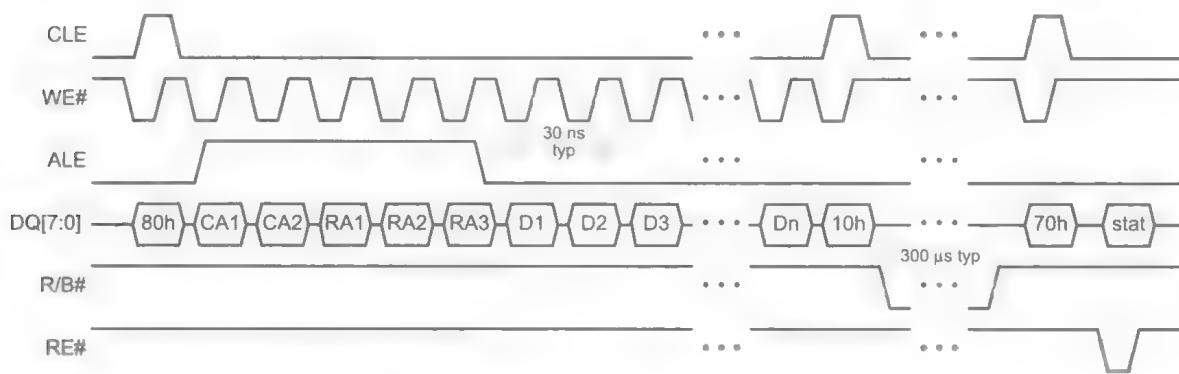 CLE
WE#
30 ns
typ
ALE
DQ[7:0] 80h CA1 CA2 RA1 RA2 RA3 D1 D2 D3 Dn 10h 70h stat
300 µs typ
R/B#
RE#